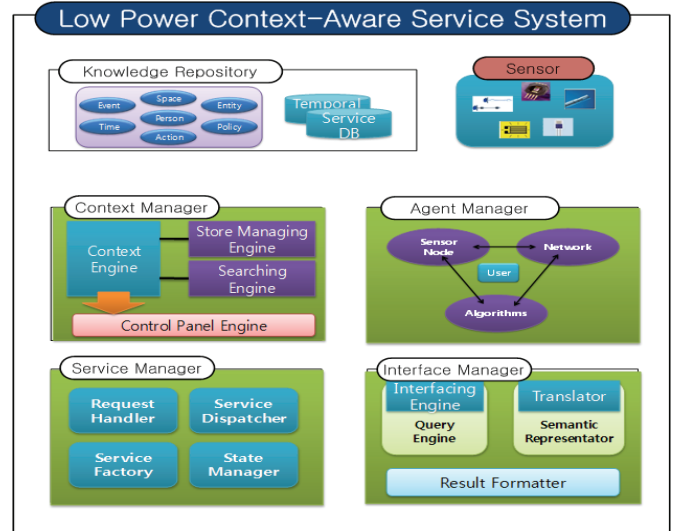 Low Power Context-Aware Service System
Knowledge Repository
Event
Space
Entity
Time
Person
Policy
Action
Temporal
Service
DB
Sensor
Context Manager
Context
Engine
Store Managing
Engine
Searching
Engine
Control Panel Engine
Agent Manager
Sensor
Node
Network
User
Algorithms
Service Manager
Request
Handler
Service
Dispatcher
Service
Factory
State
Manager
Interface Manager
Interfacing
Engine
Query
Engine
Translator
Semantic
Representator
Result Formatter